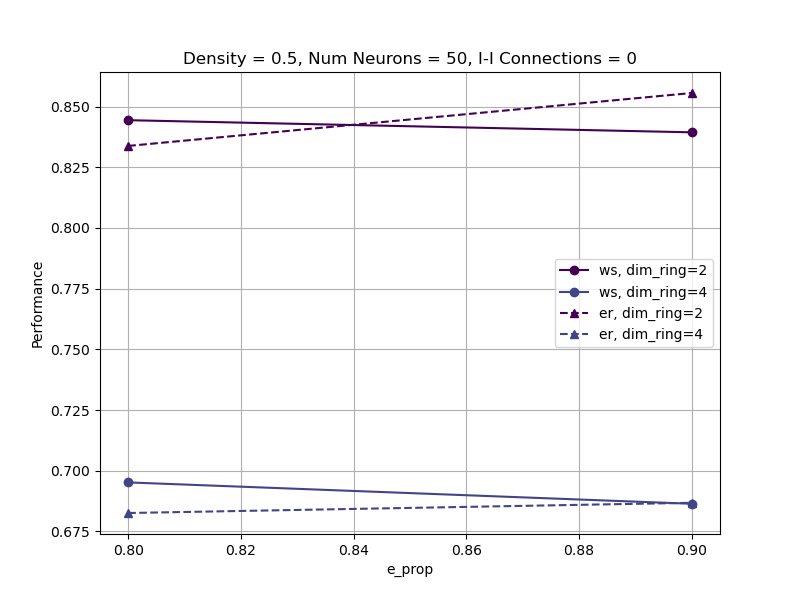 Density = 0.5, Num Neurons = 50, I-I Connections = 0
Performance
0.850
0.825
0.800
0.775
0.750
0.725
0.700
0.675
ws, dim_ring=2
ws, dim_ring=4
er, dim_ring=2
er, dim_ring=4
0.80 0.82 0.84 0.86 0.88 0.90
e_prop